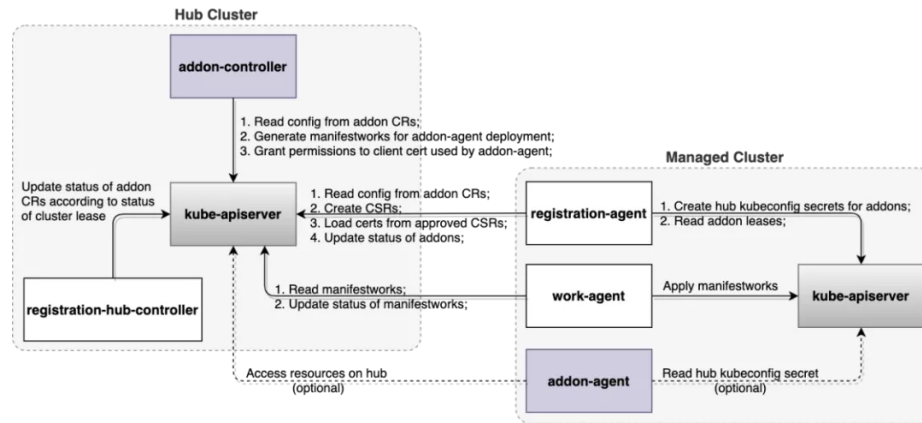 Hub Cluster
addon-controller
1. Read config from addon CRs;
2. Generate manifestworks for addon-agent deployment;
3. Grant permissions to client cert used by addon-agent;
Managed Cluster
Update status of addon
CRs according to status
of cluster lease
kube-apiserver
1. Read config from addon CRs;
2. Create CSRs;
3. Load certs from approved CSRs;
4. Update status of addons;
registration-agent
1. Create hub kubeconfig secrets for addons;
2. Read addon leases;
registration-hub-controller
1. Read manifestworks;
2. Update status of manifestworks;
work-agent
Apply manifestworks
kube-apiserver
Access resources on hub
(optional)
addon-agent
Read hub kubeconfig secret
(optional)